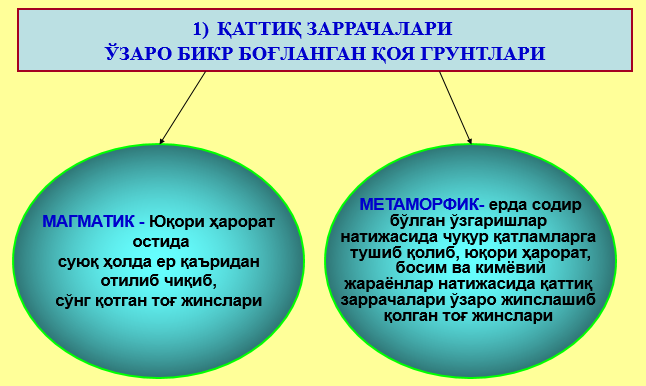 1) ҚАТТИҚ ЗАРРАЧАЛАРИ
ЎЗАРО БИКР БОҒЛАНГАН ҚОЯ ГРУНТЛАРИ
МАГМАТИК - Юқори ҳарорат
остида
суюқ ҳолда ер қаъридан
отилиб чиқиб,
сўнг қотган тоғ жинслари
МЕТАМОРФИК- ерда содир
бўлган ўзгаришлар
натижасида чуқур қатламларга
тушиб қолиб, юқори ҳарорат,
босим ва кимёвий
жараёнлар натижасида қаттиқ
заррачалари ўзаро жипслашиб
қолган тоғ жинслари